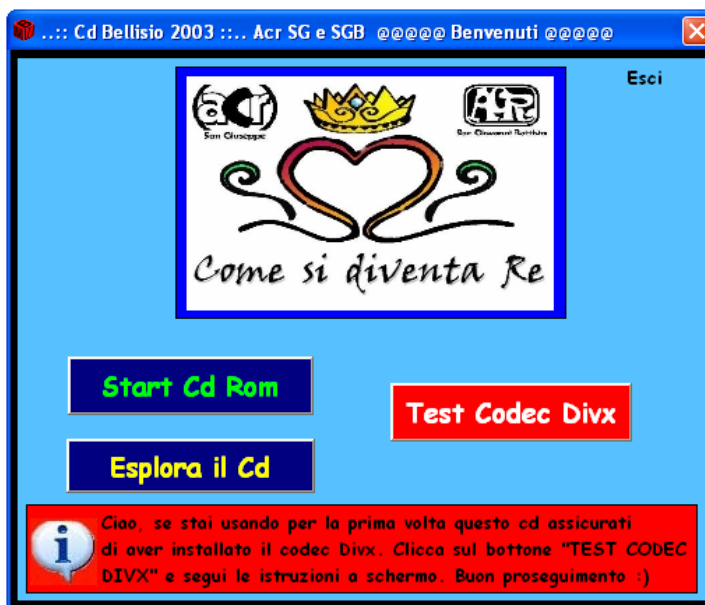 ..:: Cd Bellisio 2003 ::.. Acr SG e SGB @@@@@ Benvenuti @@@@@
Esci
acr
San Giuseppe
ACR
San Giovanni Battista
Come si diventa Re
Start Cd Rom
Test Codec Divx
Esplora il Cd
Ciao, se stai usando per la prima volta questo cd assicurati
di aver installato il codec Divx. Clicca sul bottone "TEST CODEC
DIVX" e segui le istruzioni a schermo. Buon proseguimento :)